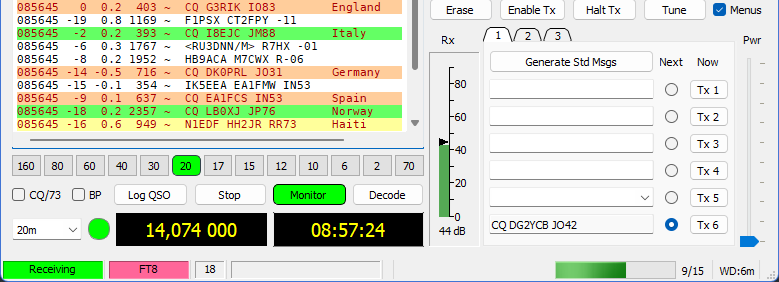 085645 0 0.2 403 ~ CQ G3RIK IO83 England
085645 -19 0.8 1169 ~ F1PSX CT2FPY -11
085645 -2 0.2 393 ~ CQ I8EJC JM88 Italy
085645 -6 0.3 1767 ~ <RU3DNN/M> R7HX -01
085645 -8 0.2 1952 ~ HB9ACA M7CWX R-06
085645 -14 -0.5 716 ~ CQ DK0PRL JO31 Germany
085645 -15 -0.1 354 ~ IK5EEA EA1FMW IN53
085645 -9 0.1 637 ~ CQ EA1FCS IN53 Spain
085645 -18 0.2 2357 ~ CQ LB0XJ JP76 Norway
085645 -16 0.6 949 ~ N1EDF HH2JR RR73 Haiti
160 80 60 40 30 20 17 15 12 10 6 2 70
CQ/73 BP Log QSO Stop Monitor Decode
20m 14,074 000 08:57:24
Erase Enable Tx Halt Tx Tune Menus
Rx
80
60
40
20
0
44 dB
1 2 3
Generate Std Msgs Next Now
Tx 1
Tx 2
Tx 3
Tx 4
Tx 5
CQ DG2YCB JO42 Tx 6
Pwr
Receiving FT8 18 9/15 WD:6m